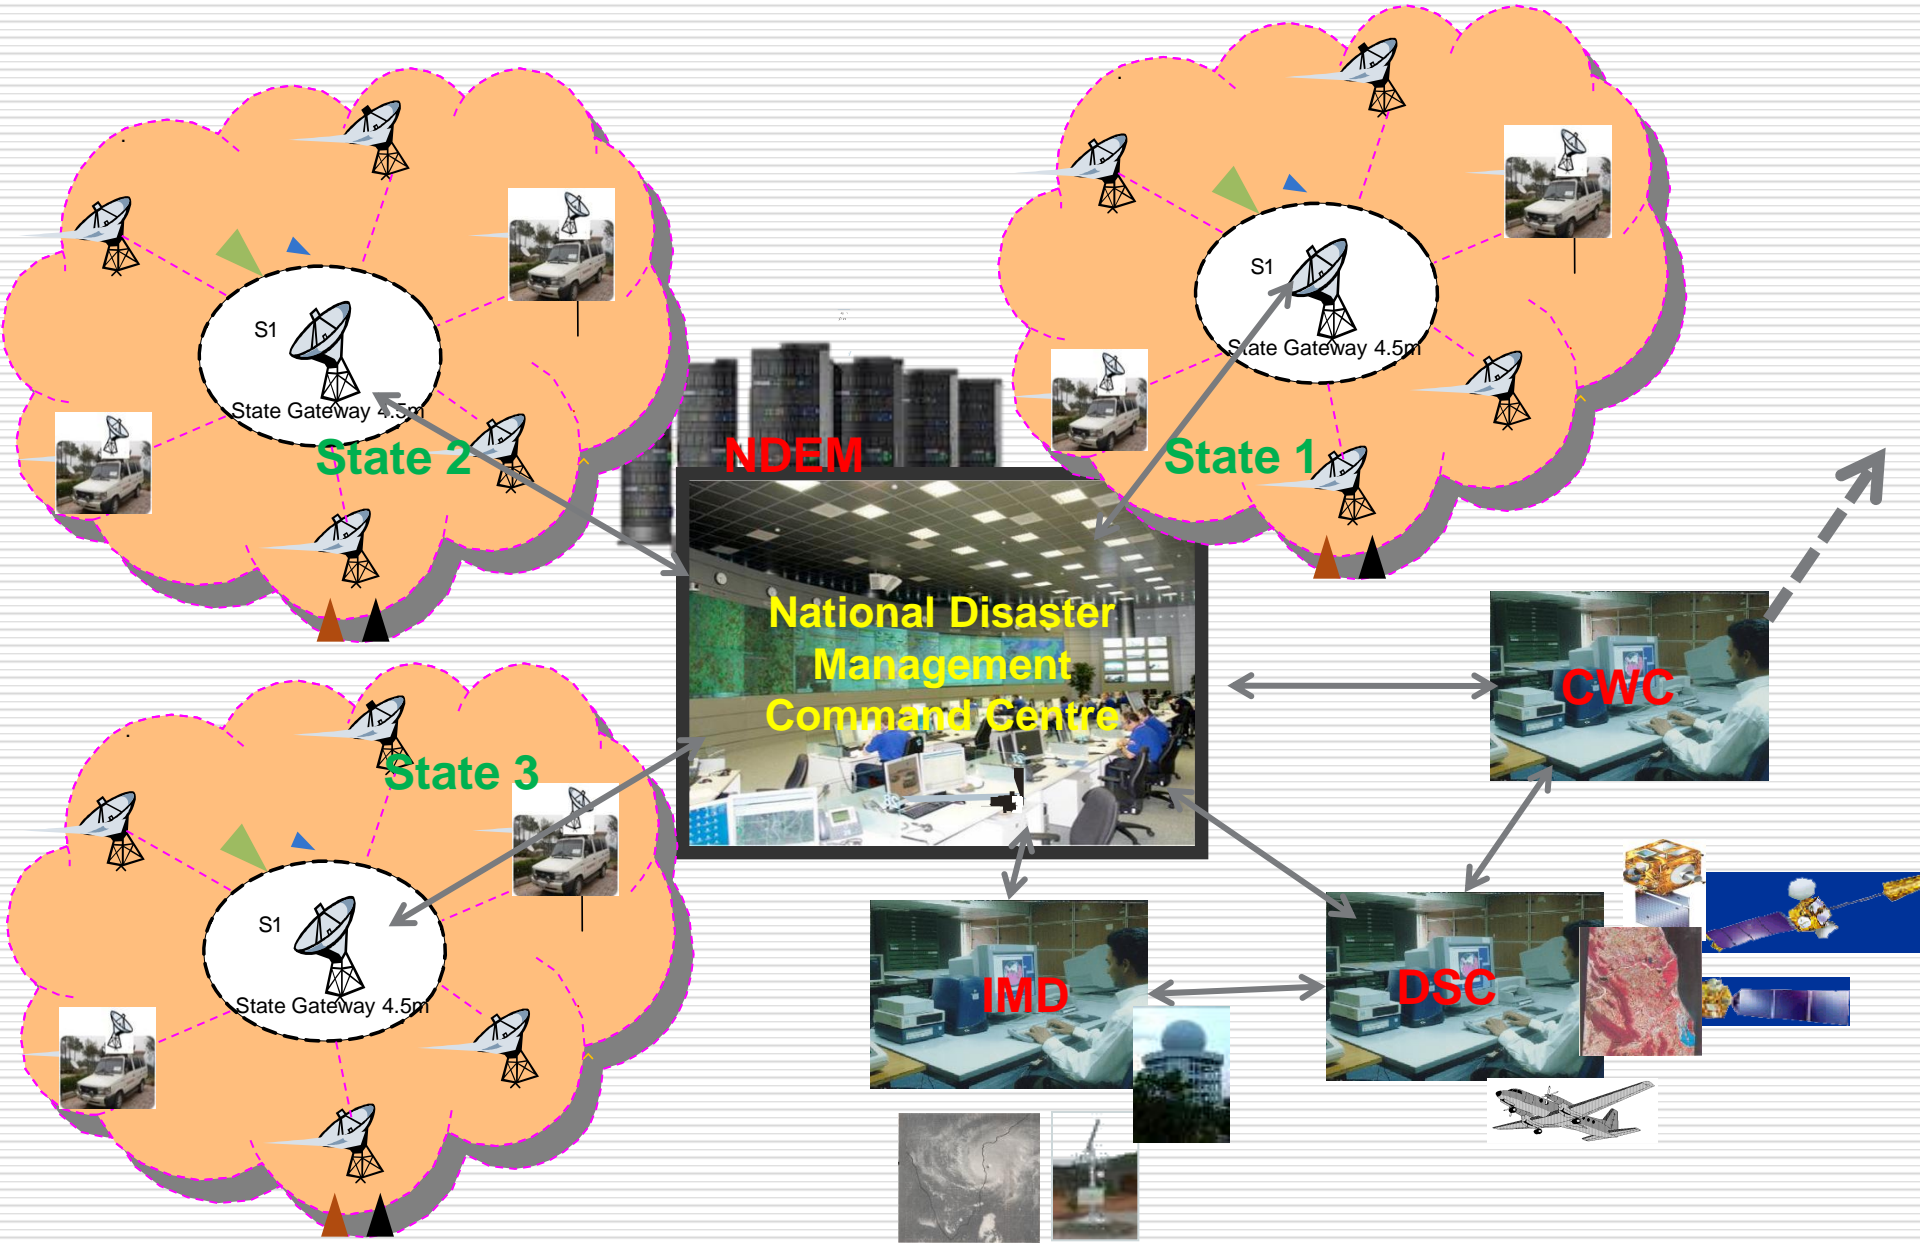 S1
State Gateway 4.5m
State 1
S1
State Gateway 4.5m
State 2
NDEM
National Disaster
Management
Command Centre
CWC
State 3
S1
State Gateway 4.5m
IMD
DSC